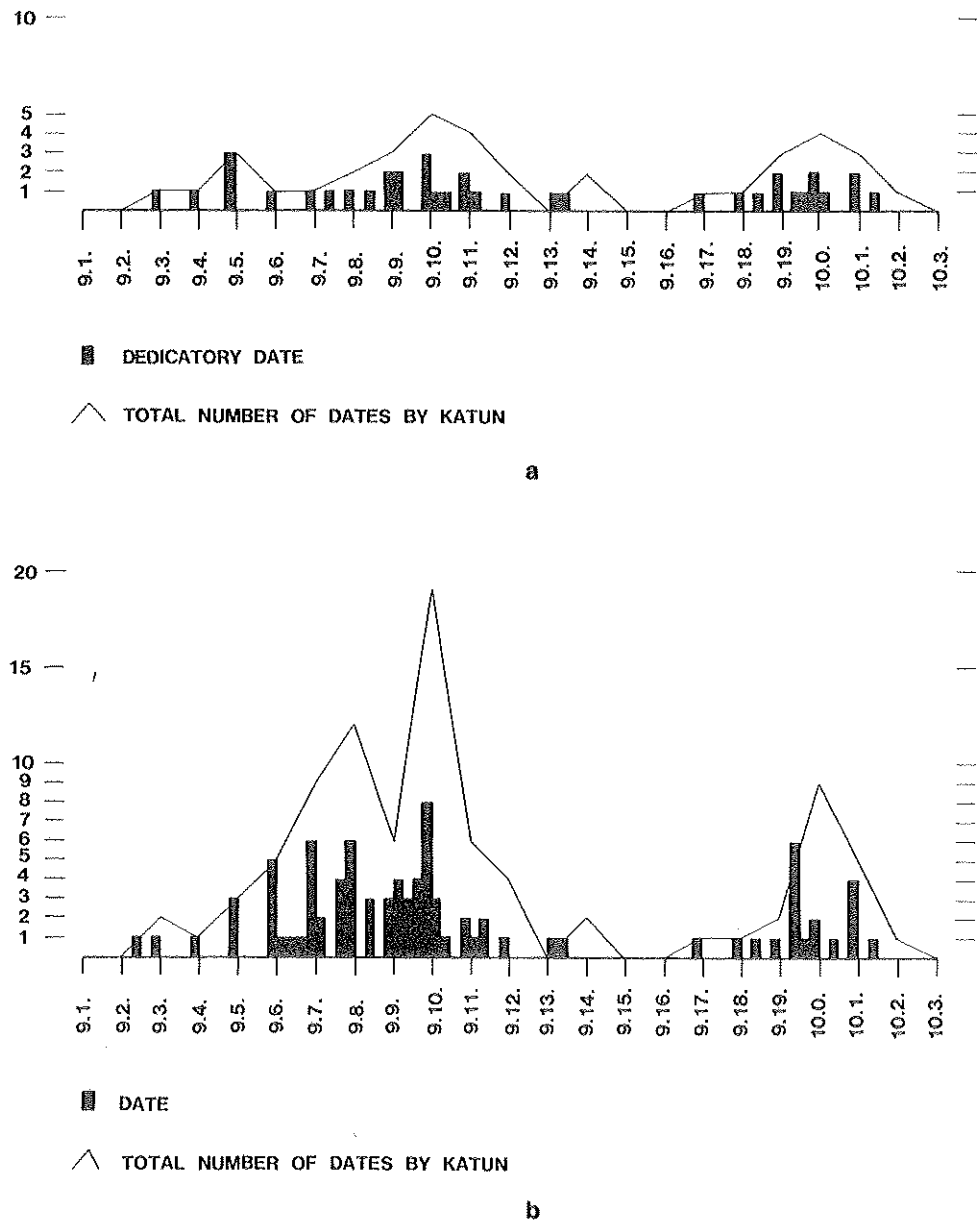 10
5
4
3
2
1
9.1. 9.2. 9.3. 9.4. 9.5. 9.6. 9.7. 9.8. 9.9. 9.10. 9.11. 9.12. 9.13. 9.14. 9.15. 9.16. 9.17. 9.18. 9.19. 10.0. 10.1. 10.2. 10.3.
DEDICATORY DATE
TOTAL NUMBER OF DATES BY KATUN
a
20
15
10
9
8
7
6
5
4
3
2
1
9.1. 9.2. 9.3. 9.4. 9.5. 9.6. 9.7. 9.8. 9.9. 9.10. 9.11. 9.12. 9.13. 9.14. 9.15. 9.16. 9.17. 9.18. 9.19. 10.0. 10.1. 10.2. 10.3.
DATE
TOTAL NUMBER OF DATES BY KATUN
b